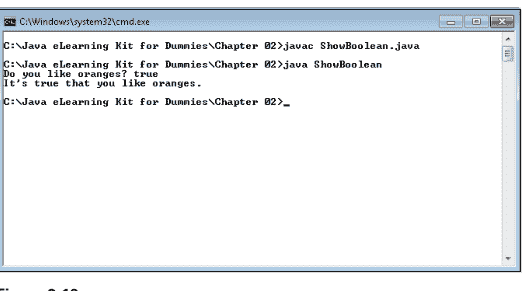 C:\Windows\system32\cmd.exe
C:\Java eLearning Kit for Dummies\Chapter 02>javac ShowBoolean.java
C:\Java eLearning Kit for Dummies\Chapter 02>java ShowBoolean
Do you like oranges? true
It's true that you like oranges.
C:\Java eLearning Kit for Dummies\Chapter 02>_